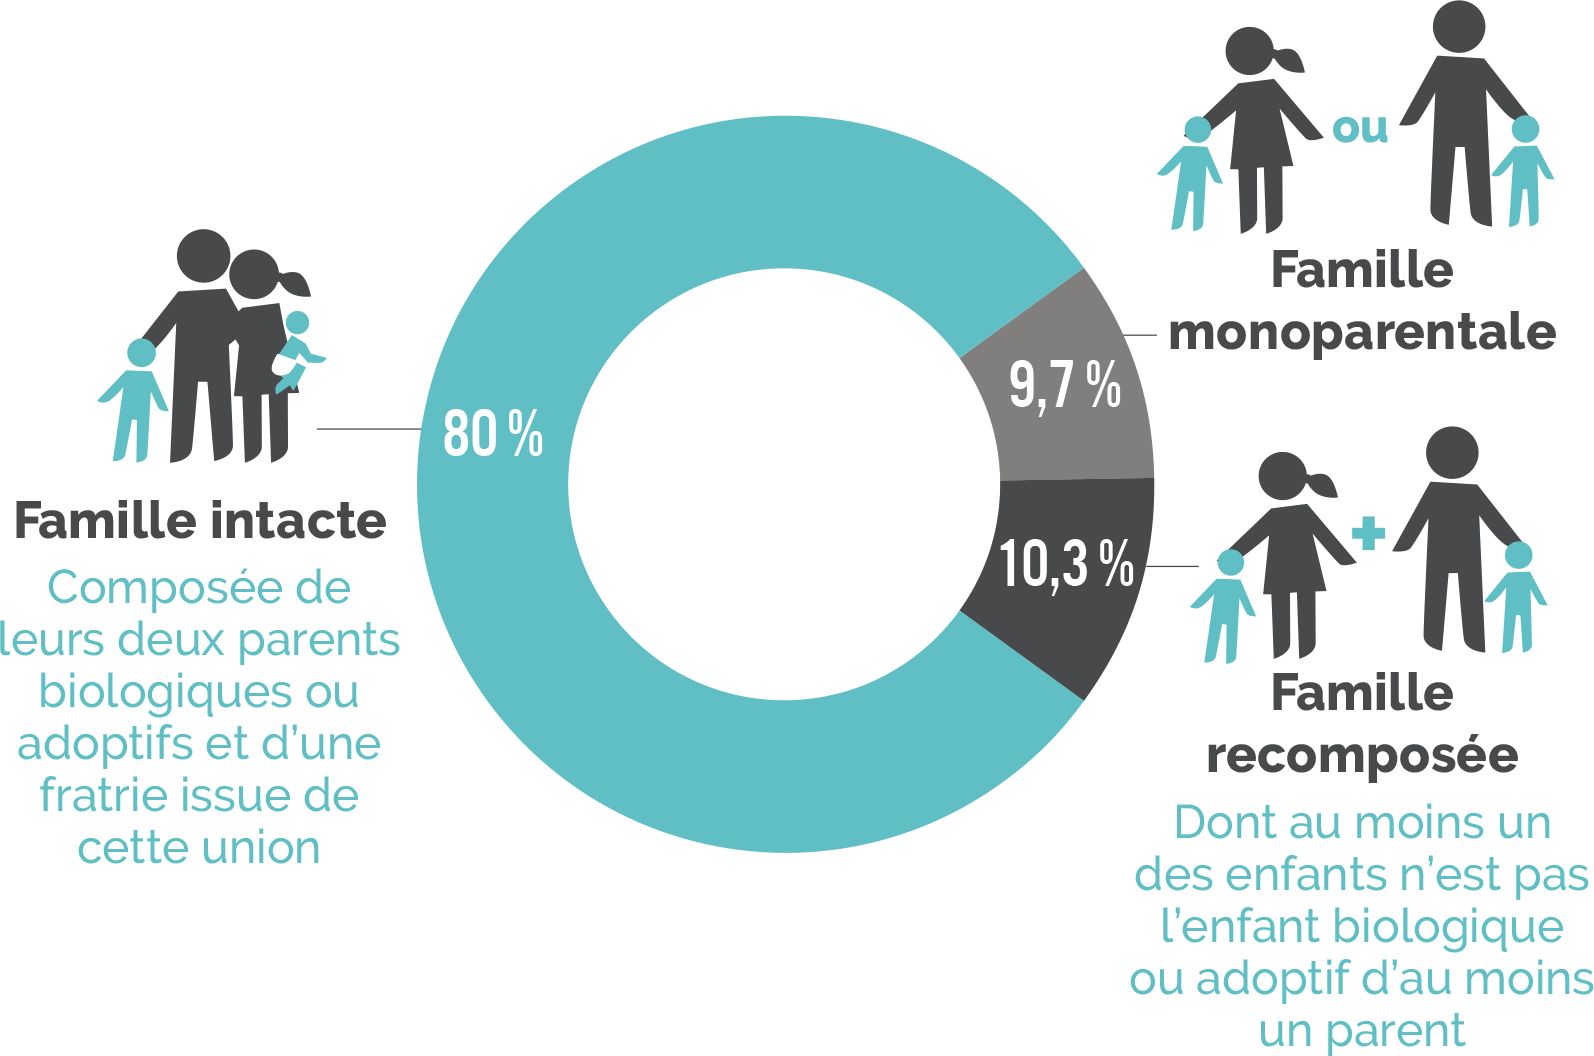 80 %
Famille intacte
Composée de
leurs deux parents
biologiques ou
adoptifs et d’une
fratrie issue de
cette union
ou
Famille
monoparentale
9,7 %
10,3 %
+
Famille
recomposée
Dont au moins un
des enfants n’est pas
l’enfant biologique
ou adoptif d’au moins
un parent